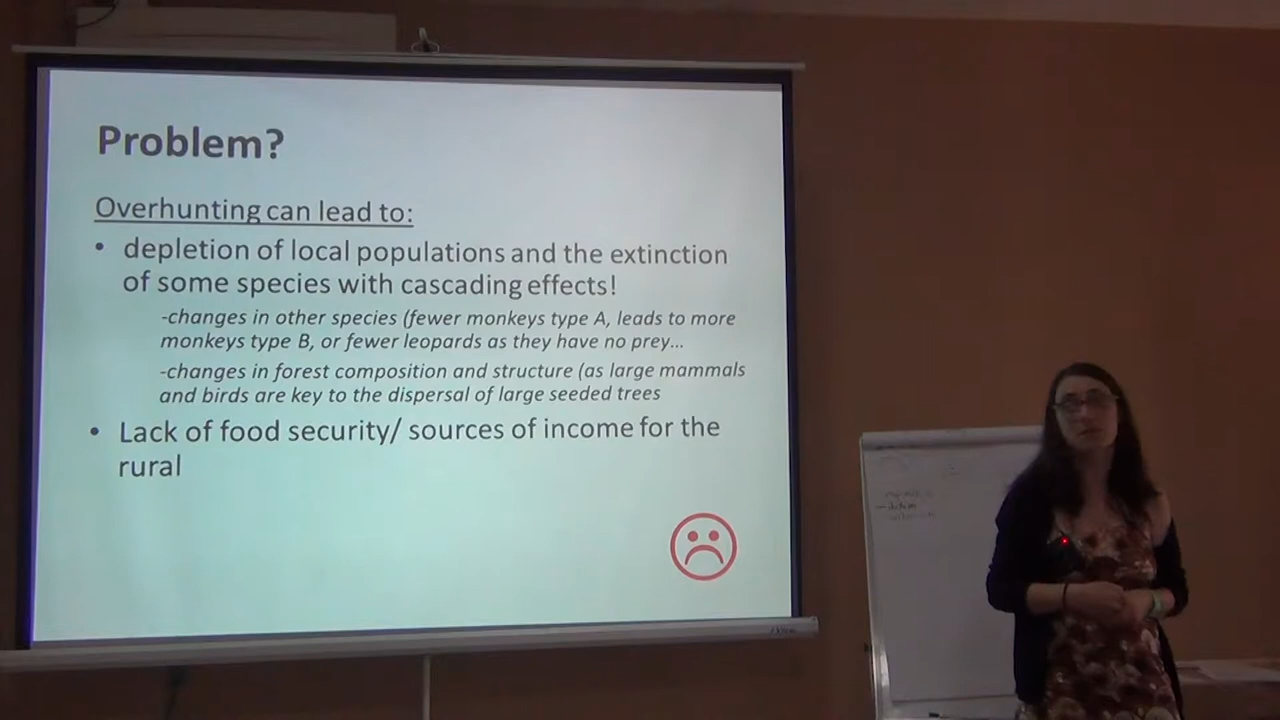 Problem?
Overhunting can lead to:
• depletion of local populations and the extinction
of some species with cascading effects!
-changes in other species (fewer monkeys type A, leads to more
monkeys type B, or fewer leopards as they have no prey...
-changes in forest composition and structure (as large mammals
and birds are key to the dispersal of large seeded trees
• Lack of food security/ sources of income for the
rural